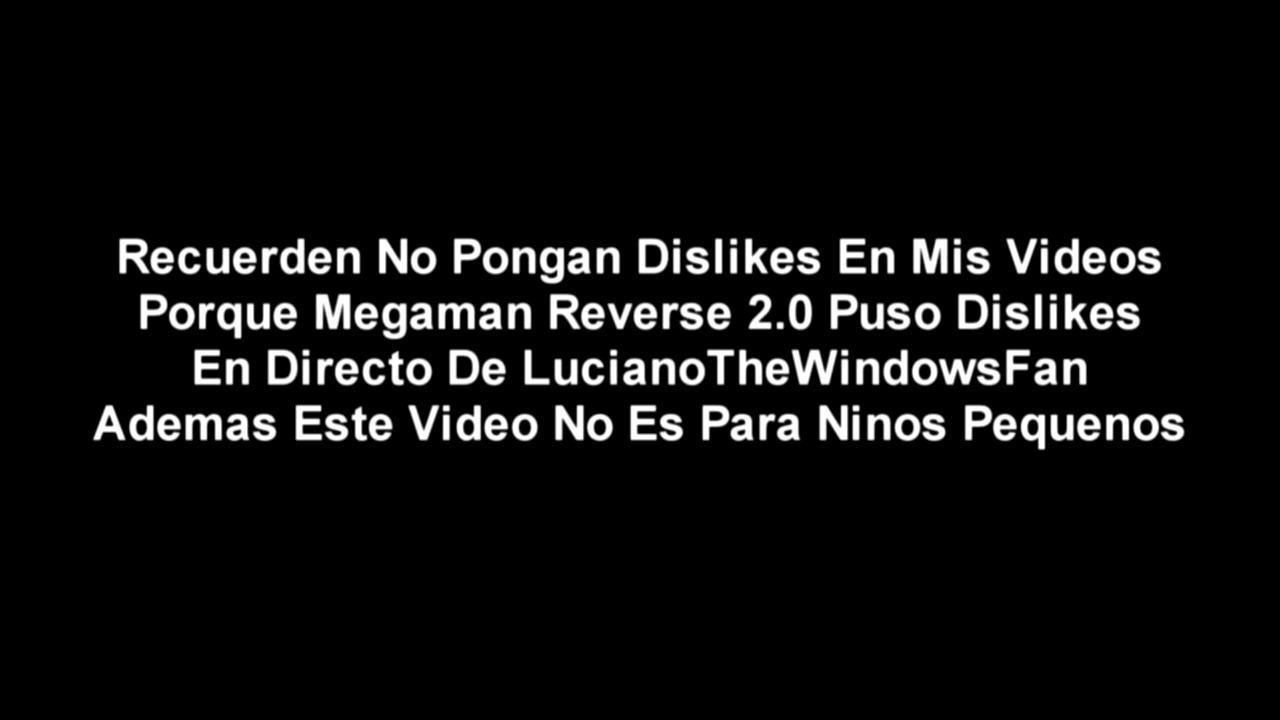 Recuerden No Pongan Dislikes En Mis Videos
Porque Megaman Reverse 2.0 Puso Dislikes
En Directo De LucianoTheWindowsFan
Ademas Este Video No Es Para Ninos Pequenos